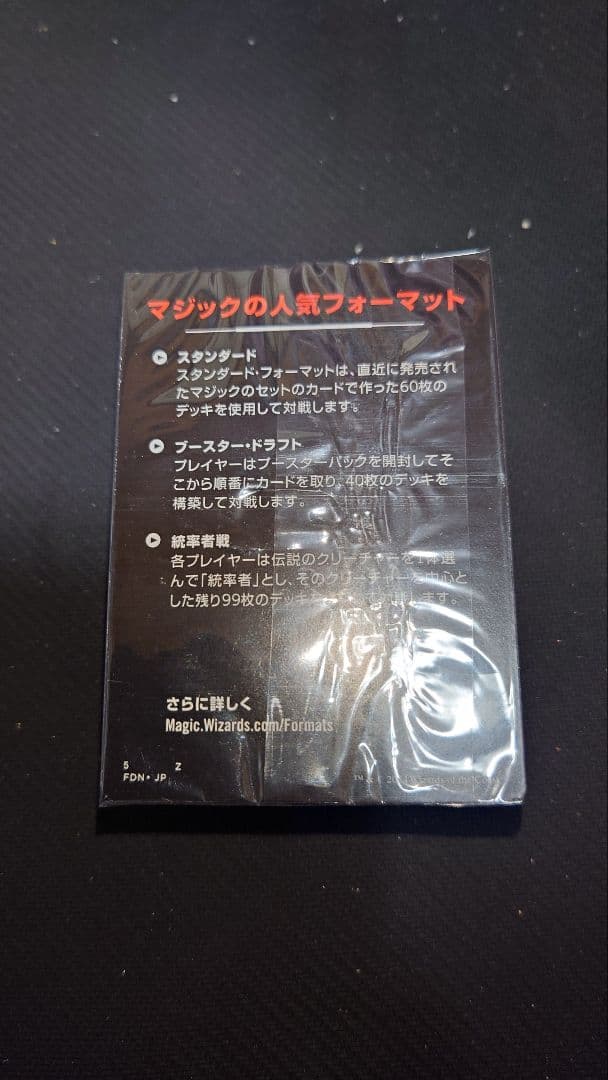 マジックの人気フォーマット
スタンダード
スタンダード・フォーマットは、直近に発売され
たマジックのセットのカードで作った60枚の
デッキを使用して対戦します。
ブースター・ドラフト
プレイヤーはブースターパックを開封してそ
こから順番にカードを取り、40枚のデッキを
構築して対戦します。
統率者戦
各プレイヤーは伝説のクリーチャーを1体選
んで「統率者」とし、そのクリーチャーを中心と
した残り99枚のデッキを
します。
さらに詳しく
Magic.Wizards.com/Formats
5 Z
FDN・JP